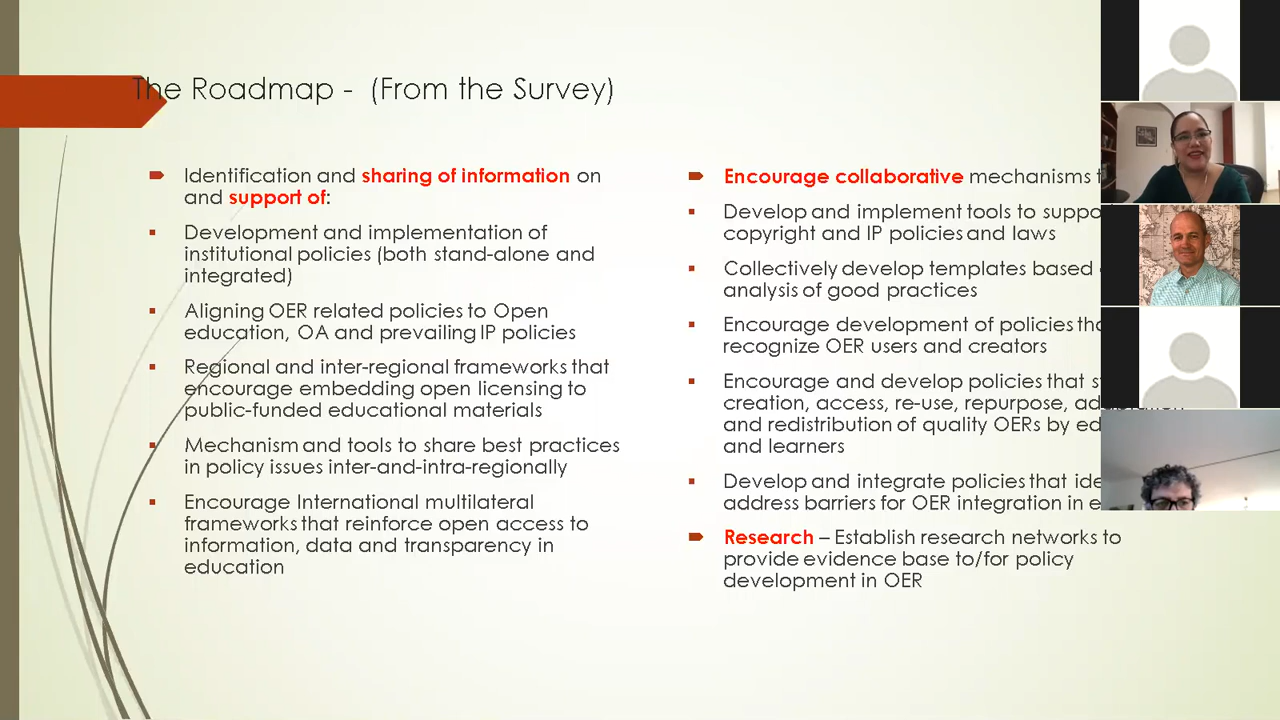 The Roadmap - (From the Survey)
Identification and sharing of information on
and support of:
Development and implementation of
institutional policies (both stand-alone and
integrated)
Aligning OER related policies to Open
education, OA and prevailing IP policies
Regional and inter-regional frameworks that
encourage embedding open licensing to
public-funded educational materials
Mechanism and tools to share best practices
in policy issues inter-and-intra-regionally
Encourage International multilateral
frameworks that reinforce open access to
information, data and transparency in
education
Encourage collaborative mechanisms
Develop and implement tools to
copyright and IP policies and laws
Collectively develop templates based
analysis of good practices
Encourage development of policies
recognize OER users and creators
Encourage and develop policies that
creation, access, re-use, repurpose,
and redistribution of quality OERs by
and learners
Develop and integrate policies that
address barriers for OER integration in
Research – Establish research networks to
provide evidence base to/for policy
development in OER